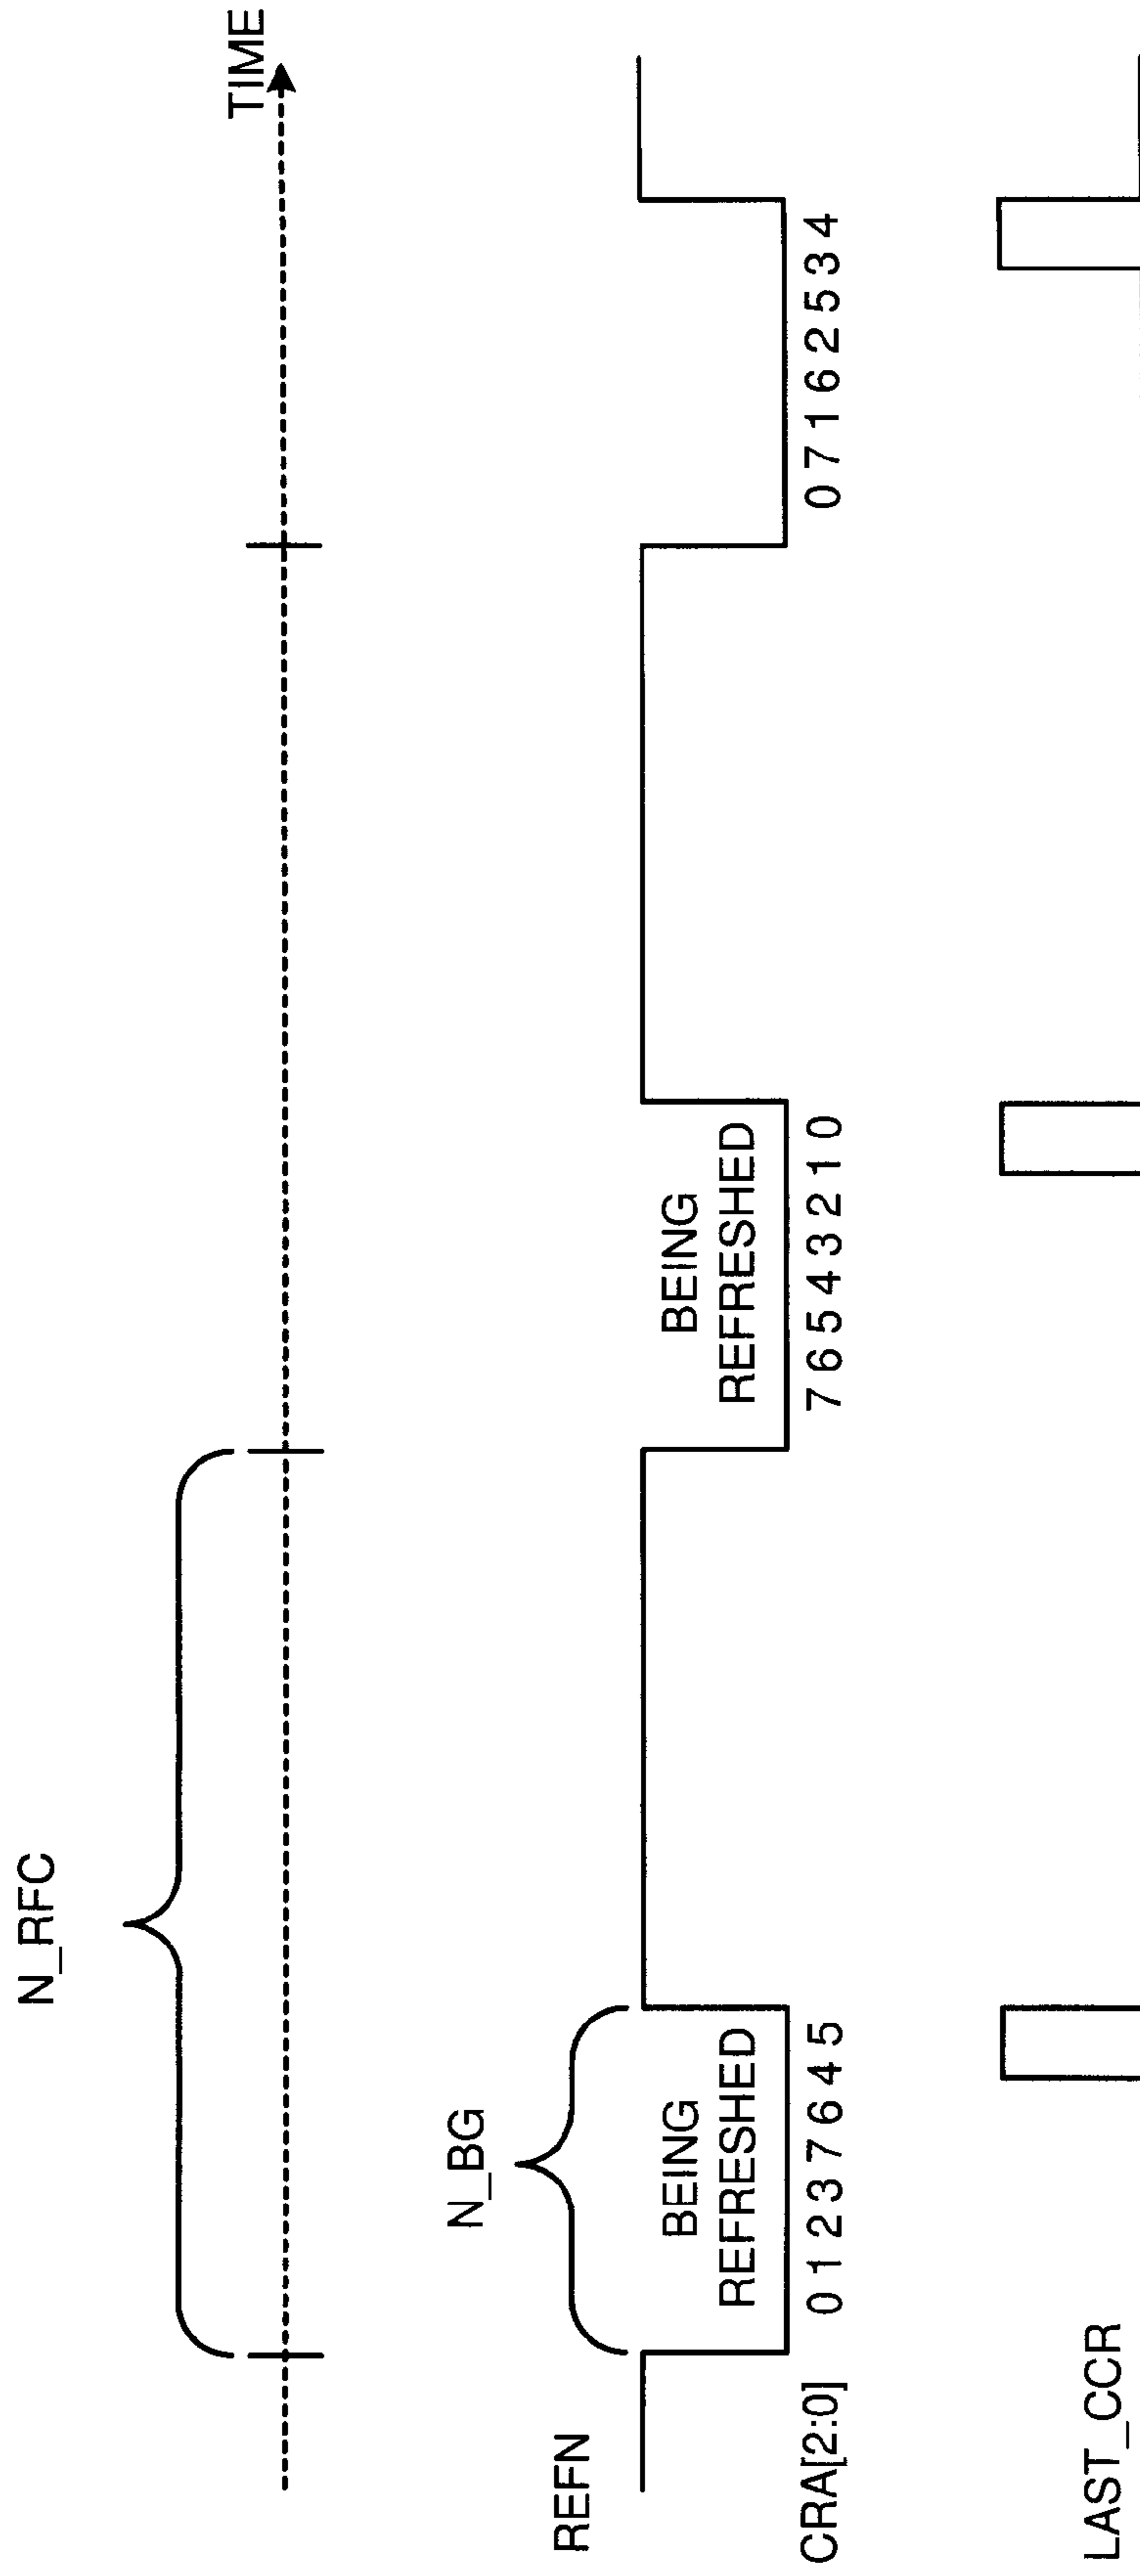 N_RFC
TIME
N_BG
REFN
BEING
REFRESHED
BEING
REFRESHED
CRA[2:0]
0 1 2 3 7 6 4 5
7 6 5 4 3 2 1 0
0 7 1 6 2 5 3 4
LAST_CCR